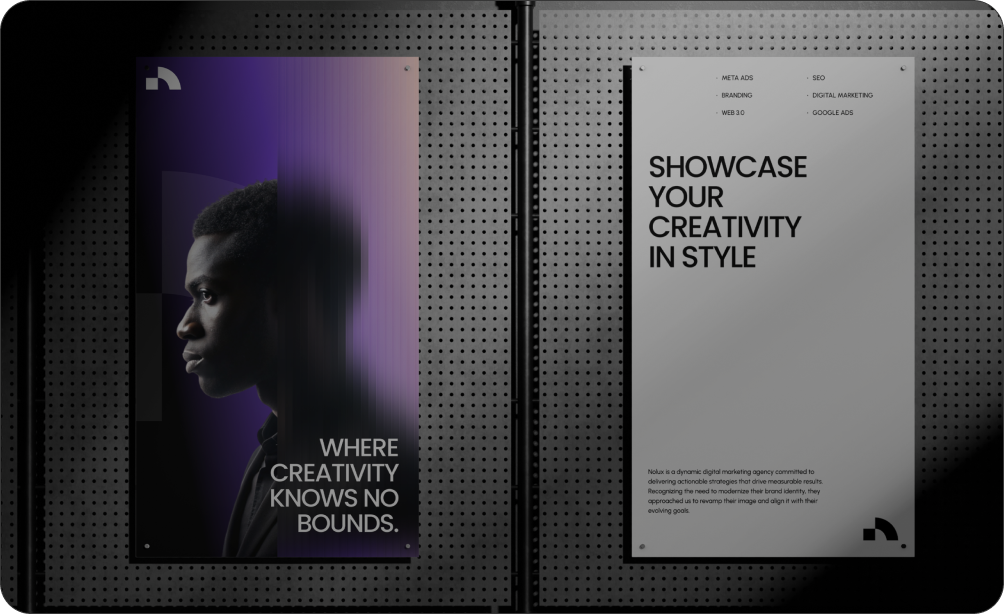 WHERE
CREATIVITY
KNOWS NO
BOUNDS.
· META ADS
· BRANDING
· WEB 3.0
· SEO
· DIGITAL MARKETING
· GOOGLE ADS
SHOWCASE
YOUR
CREATIVITY
IN STYLE
Nolux is a dynamic digital marketing agency committed to
delivering actionable strategies that drive measurable results.
Recognizing the need to modernize their brand identity, they
approached us to revamp their image and align it with their
evolving goals.